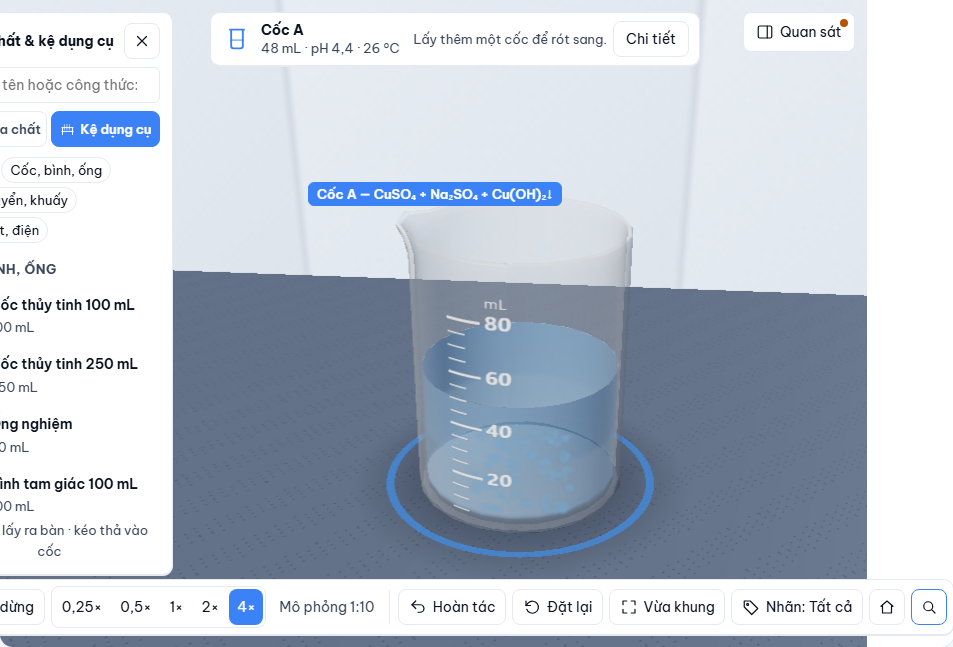 hất & kệ dụng cụ
tên hoặc công thức:
a chất
Kệ dụng cụ
Cốc, bình, ống
yển, khuấy
t, điện
NH, ỐNG
ốc thủy tinh 100 mL
00 mL
ốc thủy tinh 250 mL
50 mL
ng nghiệm
0 mL
ình tam giác 100 mL
00 mL
lấy ra bàn · kéo thả vào
cốc
Cốc A
48 mL · pH 4,4 · 26 °C
Lấy thêm một cốc để rót sang.
Chi tiết
Quan sát
Cốc A — CuSO₄ + Na₂SO₄ + Cu(OH)₂↓
mL
80
60
40
20
dừng
0,25×
0,5×
1×
2×
4×
Mô phỏng 1:10
Hoàn tác
Đặt lại
Vừa khung
Nhãn: Tất cả